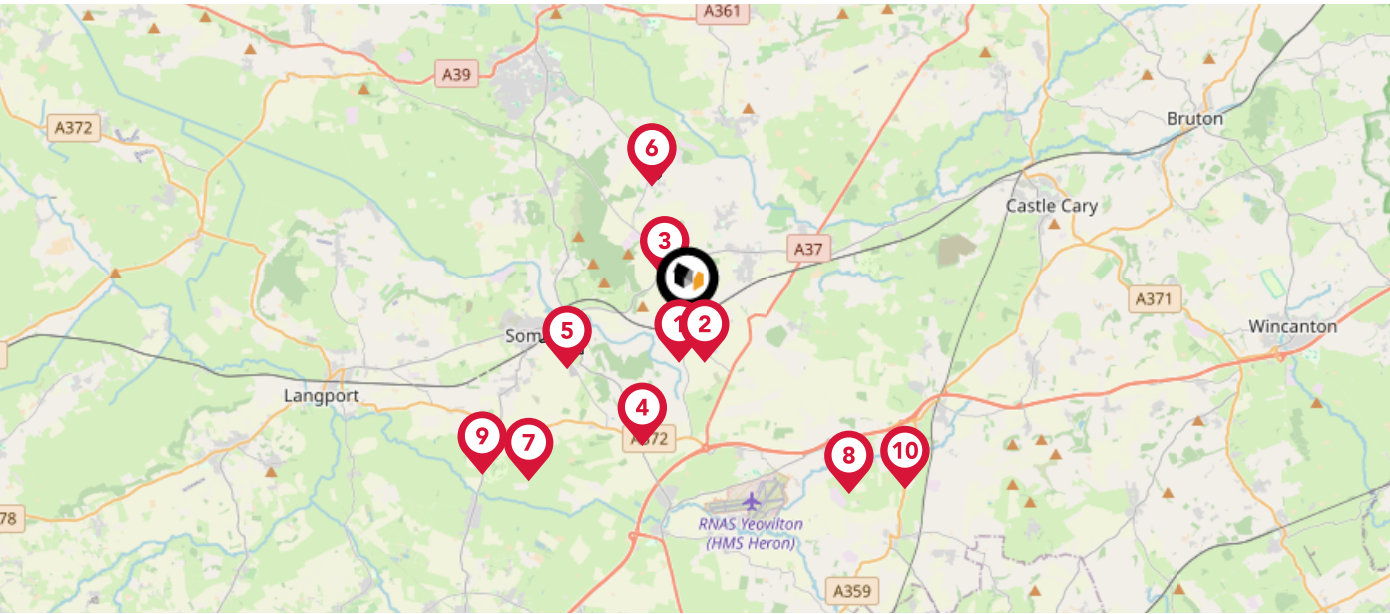 A361
A39
A372
Bruton
6
Castle Cary
3
A37
A371
1
2
Som
5
Wincanton
Langport
4
A372
9
7
8
10
RNAS Yeovilton
(HMS Heron)
78
A359